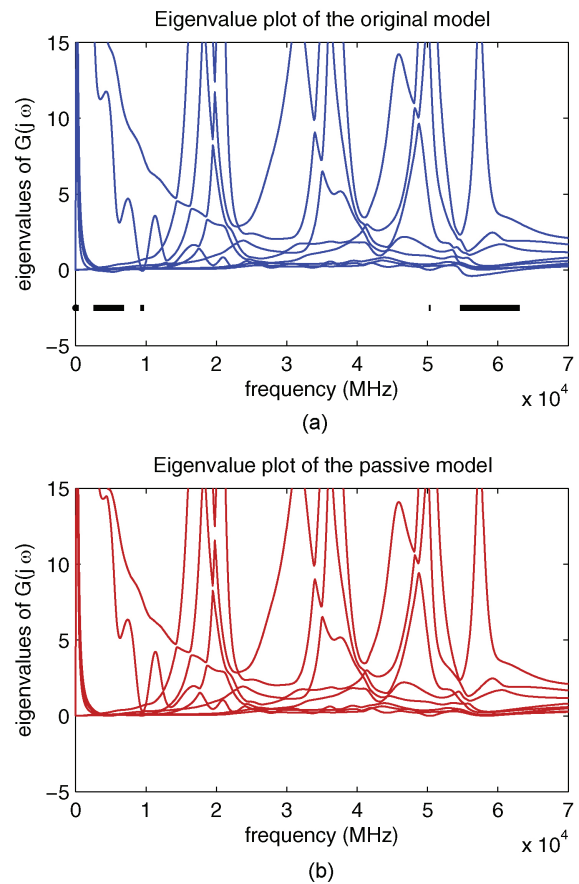 Eigenvalue plot of the original model
15
10
5
0
−5
eigenvalues of G(j ω)
0 1 2 3 4 5 6 7
frequency (MHz)
x 10^4
(a)
Eigenvalue plot of the passive model
15
10
5
0
−5
eigenvalues of G(j ω)
0 1 2 3 4 5 6 7
frequency (MHz)
x 10^4
(b)